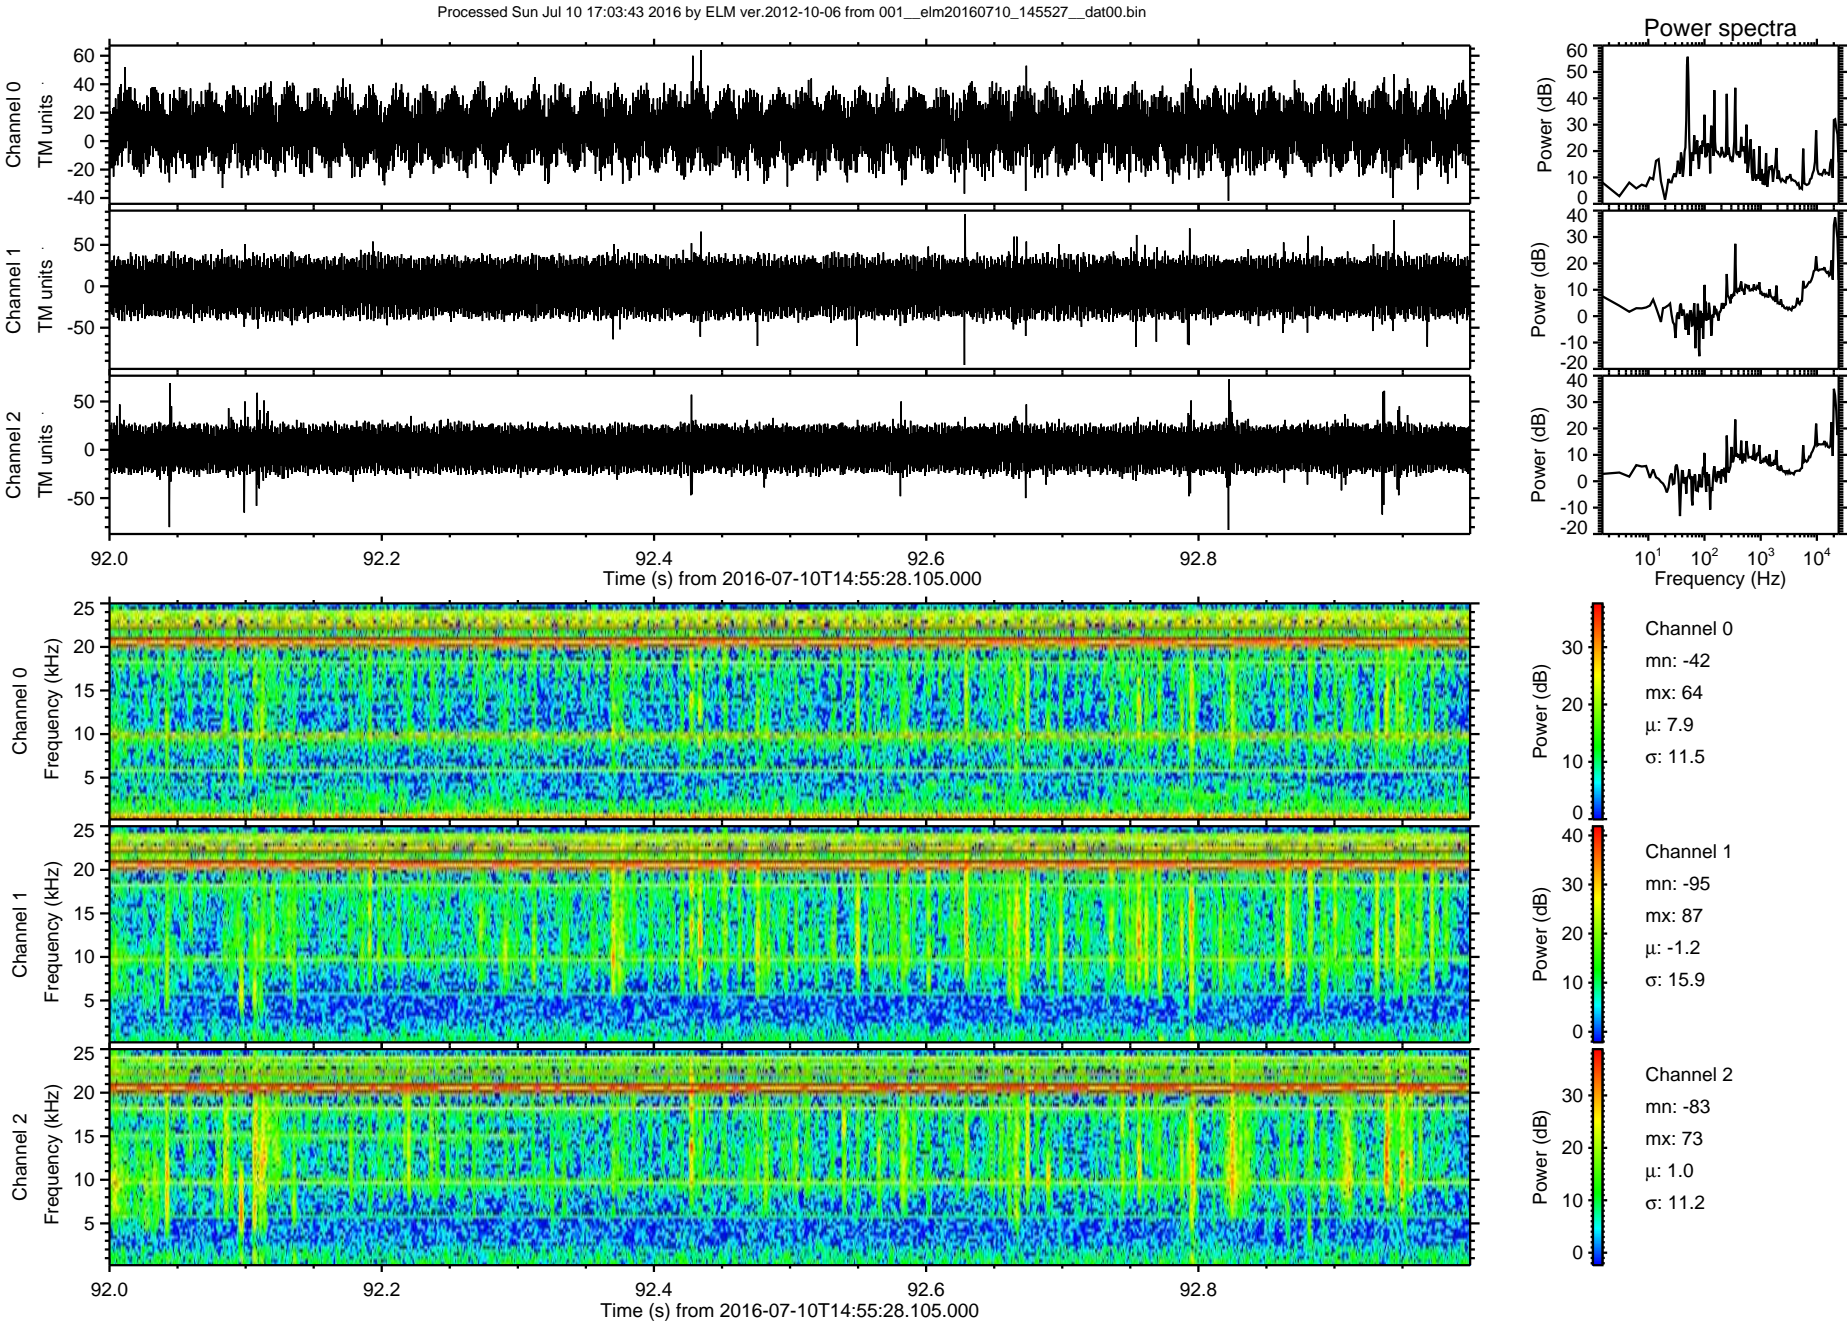 Processed Sun Jul 10 17:03:43 2016 by ELM ver.2012-10-06 from 001__elm20160710_145527__dat00.bin
Power spectra
Channel 0
TM units
60
40
20
0
-20
-40
Power (dB)
60
50
40
30
20
10
0
Channel 1
TM units
50
0
-50
Power (dB)
40
30
20
10
0
-10
-20
Channel 2
TM units
50
0
-50
Power (dB)
40
30
20
10
0
-10
-20
92.0 92.2 92.4 92.6 92.8
Time (s) from 2016-07-10T14:55:28.105.000
10^1 10^2 10^3 10^4
Frequency (Hz)
Channel 0
Frequency (kHz)
25
20
15
10
5
Power (dB)
30
20
10
0
Channel 0
mn: -42
mx: 64
μ: 7.9
σ: 11.5
Channel 1
Frequency (kHz)
25
20
15
10
5
Power (dB)
40
30
20
10
0
Channel 1
mn: -95
mx: 87
μ: -1.2
σ: 15.9
Channel 2
Frequency (kHz)
25
20
15
10
5
Power (dB)
30
20
10
0
Channel 2
mn: -83
mx: 73
μ: 1.0
σ: 11.2
92.0 92.2 92.4 92.6 92.8
Time (s) from 2016-07-10T14:55:28.105.000